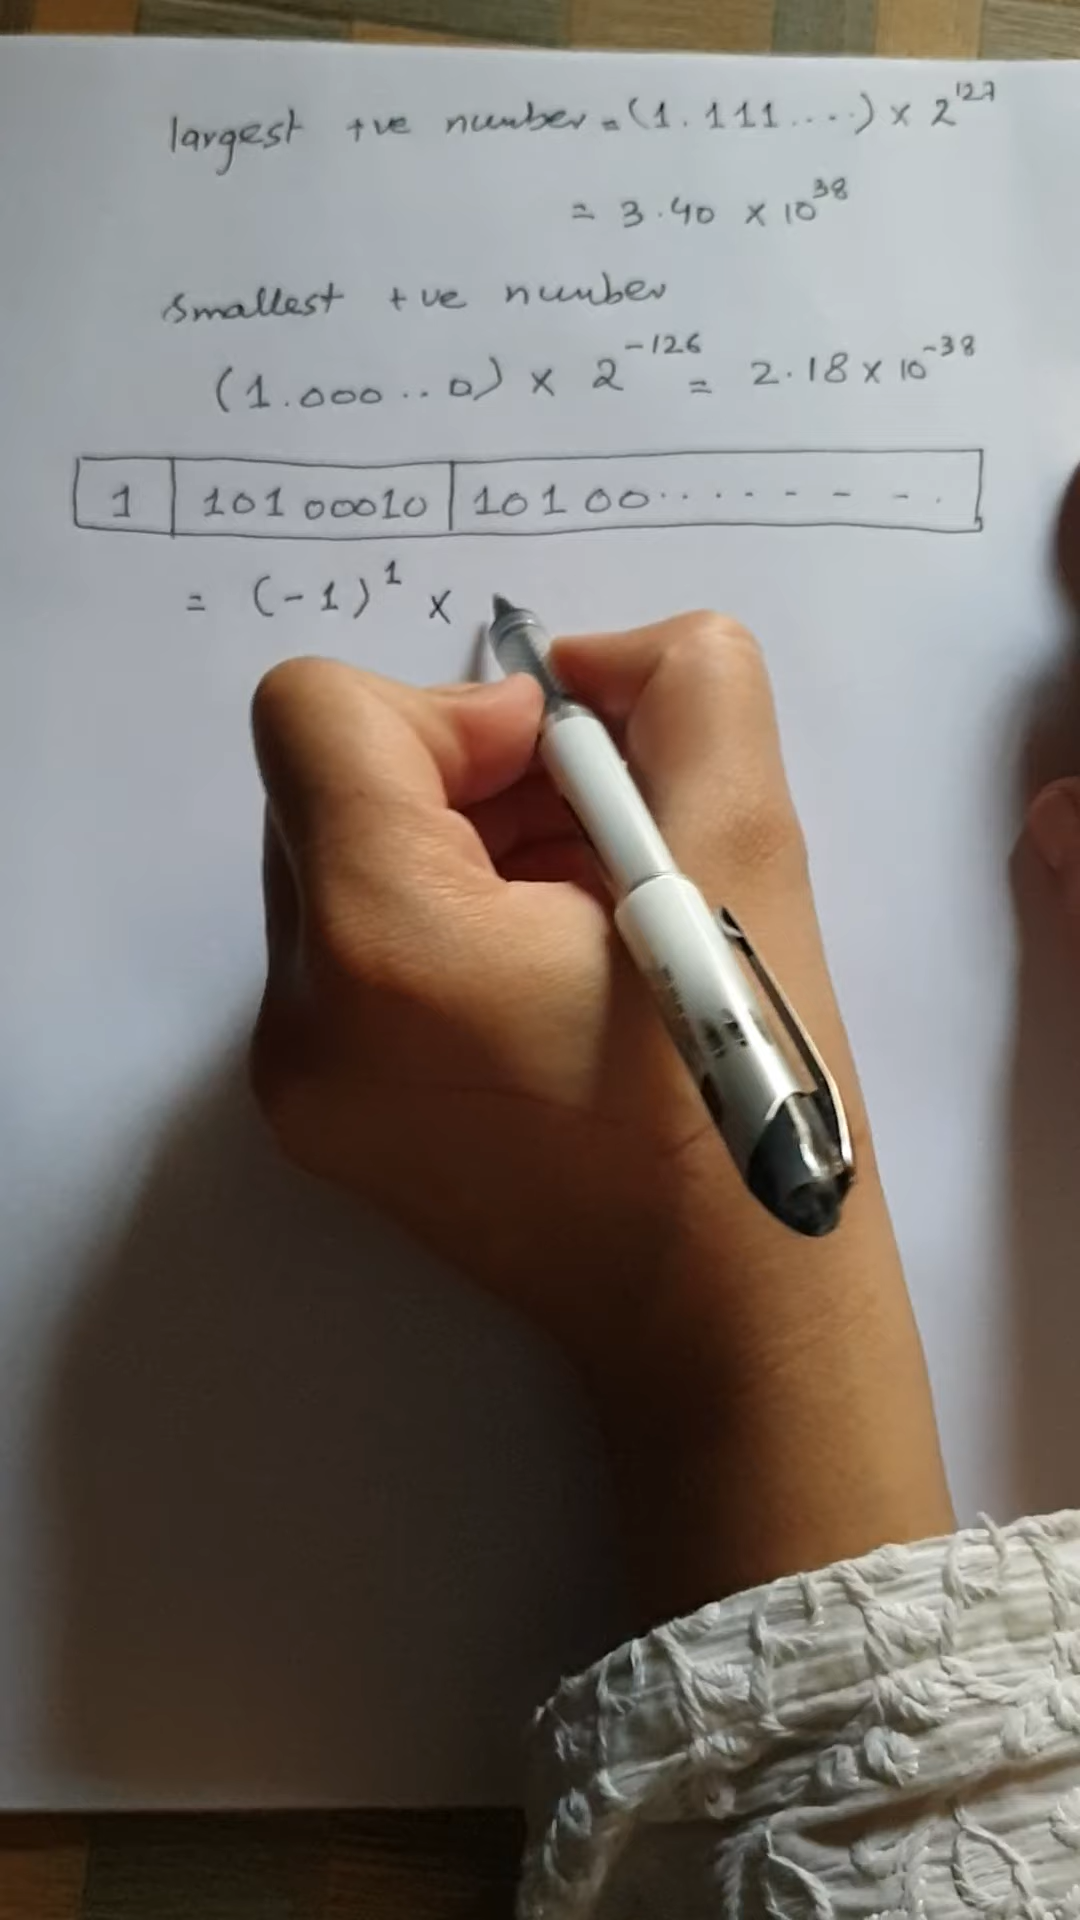 largest +ve number = (1.111....) x 2^127
= 3.40 x 10^38
smallest +ve number
(1.000..0) x 2^-126 = 2.18 x 10^-38
1 | 10100010 | 10100.........
= (-1)^1 x